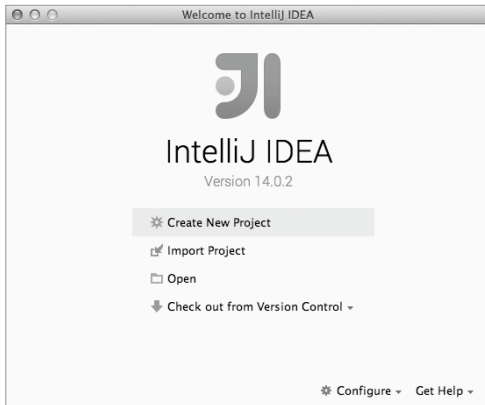 Welcome to IntelliJ IDEA
IntelliJ IDEA
Version 14.0.2
Create New Project
Import Project
Open
Check out from Version Control
Configure Get Help